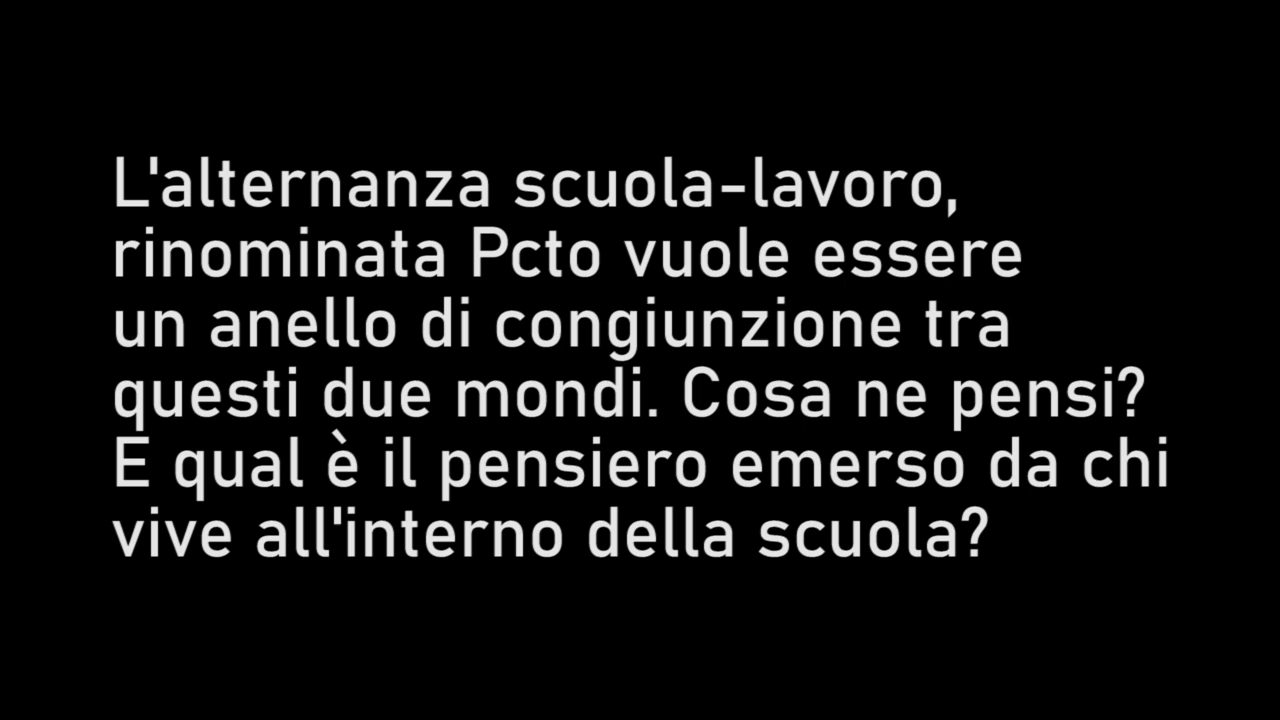 L'alternanza scuola-lavoro,
rinominata Pcto vuole essere
un anello di congiunzione tra
questi due mondi. Cosa ne pensi?
E qual è il pensiero emerso da chi
vive all'interno della scuola?